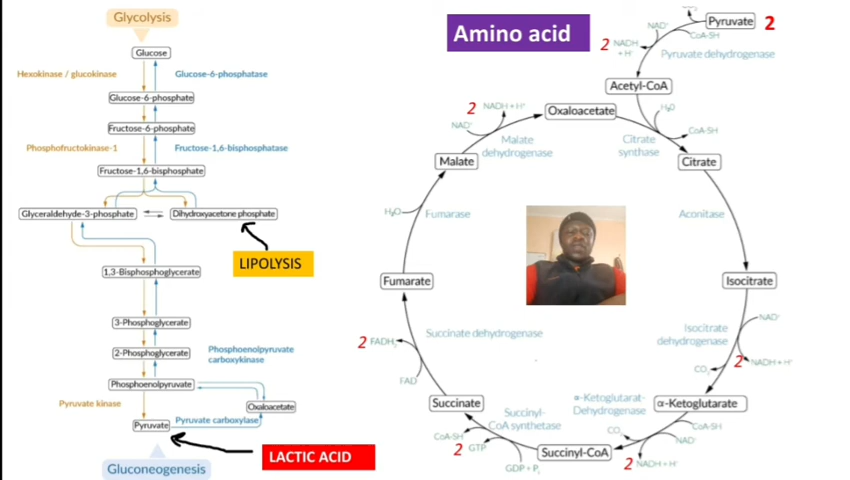 Glycolysis
Glucose
Hexokinase / glucokinase
Glucose-6-phosphatase
Glucose-6-phosphate
Fructose-6-phosphate
Phosphofructokinase-1
Fructose-1,6-bisphosphatase
Fructose-1,6-bisphosphate
Glyceraldehyde-3-phosphate
Dihydroxyacetone phosphate
LIPOLYSIS
1,3-Bisphosphoglycerate
3-Phosphoglycerate
2-Phosphoglycerate
Phosphoenolpyruvate
carboxykinase
Phosphoenolpyruvate
Oxaloacetate
Pyruvate kinase
Pyruvate carboxylase
Pyruvate
LACTIC ACID
Gluconeogenesis
Amino acid
Pyruvate 2
NAD⁺
CoA-SH
2 NADH
+ H⁺
Pyruvate dehydrogenase
Acetyl-CoA
2 NADH + H⁺
NAD⁺
Oxaloacetate
H₂O
CoA-SH
Malate
dehydrogenase
Citrate
synthase
Malate
Citrate
H₂O
Fumarase
Aconitase
Fumarate
Isocitrate
NAD⁺
Isocitrate
dehydrogenase
2 NADH + H⁺
CO₂
Succinate dehydrogenase
2 FADH₂
FAD
Succinate
α-Ketoglutarat-
Dehydrogenase
α-Ketoglutarate
Succinyl-
CoA synthetase
CoA-SH
2 GTP
GDP + Pᵢ
Succinyl-CoA
CO₂
CoA-SH
NAD⁺
2 NADH + H⁺